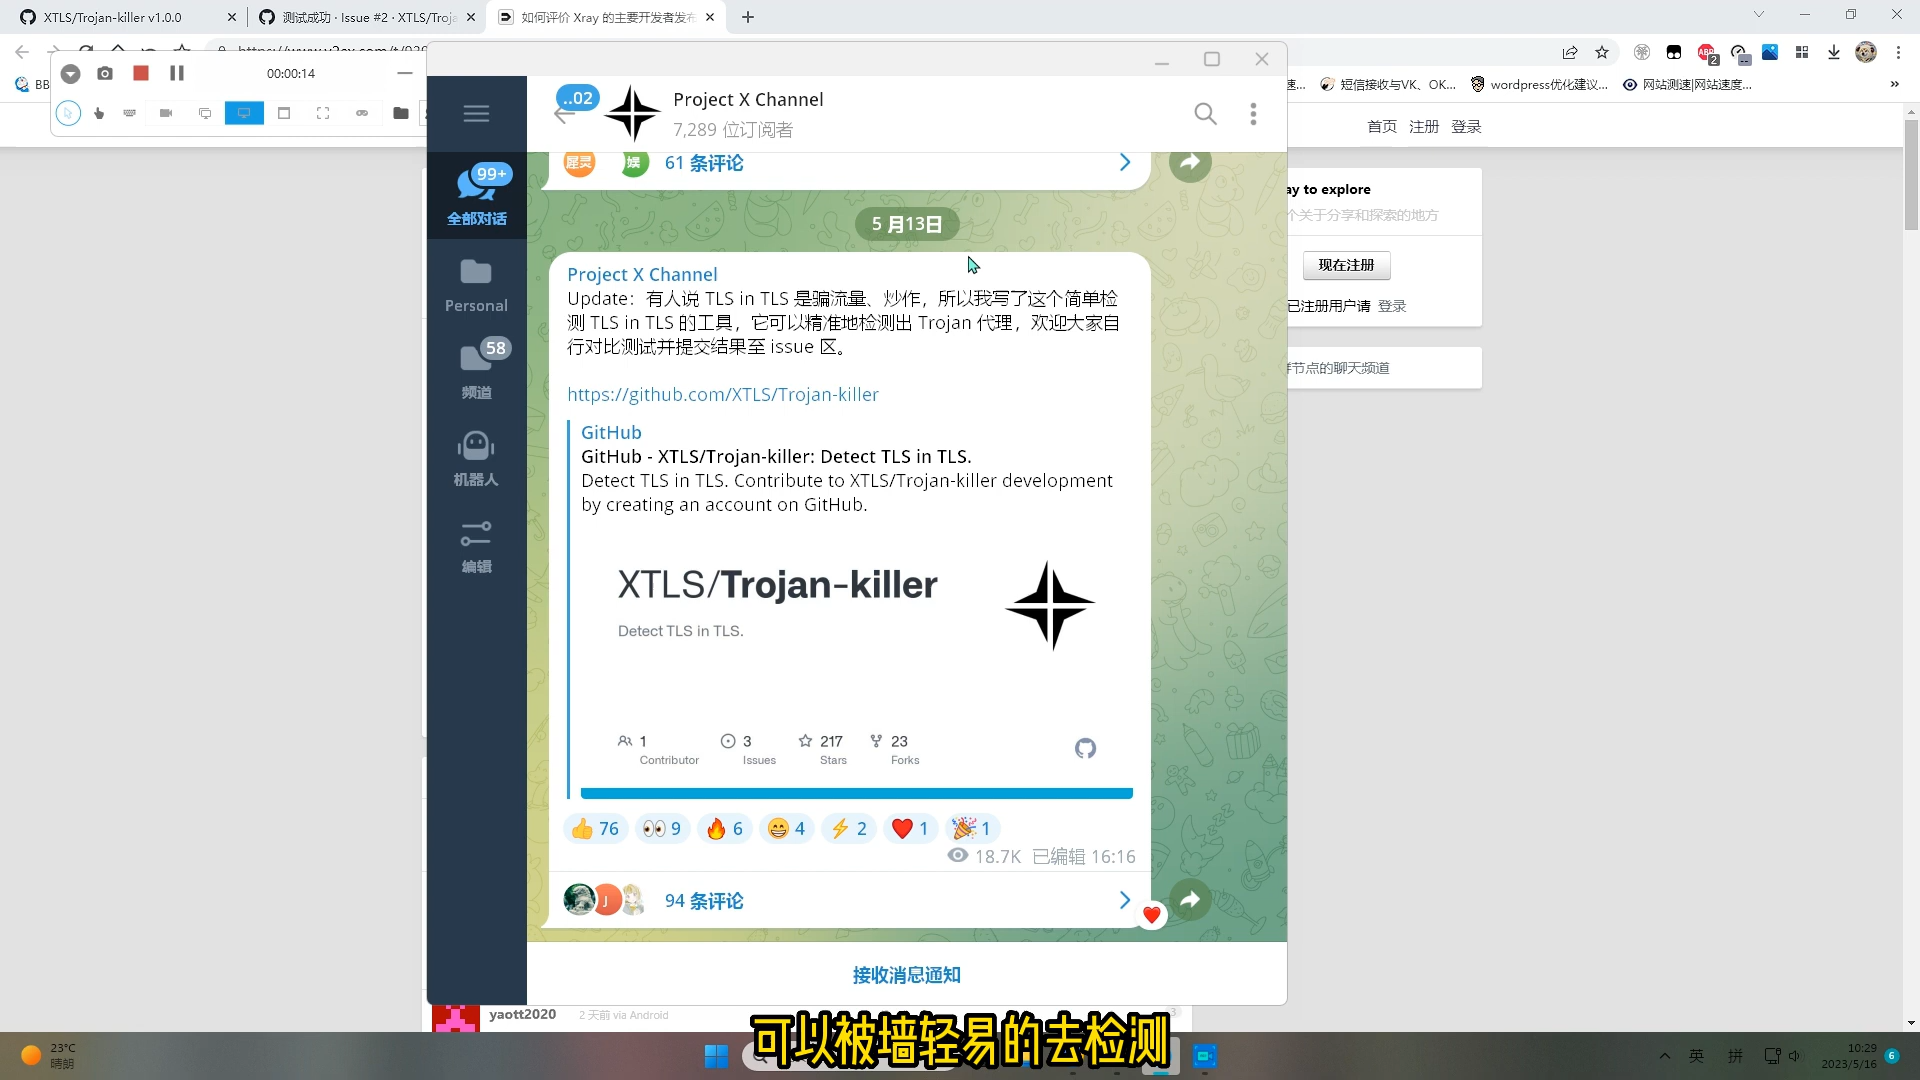 XTLS/Trojan-killer v1.0.0
测试成功 · Issue #2 · XTLS/Troja
如何评价 Xray 的主要开发者发布
00:00:14
BB
速...
短信接收与VK、OK...
wordpress优化建议...
网站测速|网站速度...
»
2
首页 注册 登录
ay to explore
个关于分享和探索的地方
现在注册
已注册用户请 登录
节点的聊天频道
..02
Project X Channel
7,289 位订阅者
99+
全部对话
Personal
58
频道
机器人
编辑
犀灵
娱
61 条评论
5 月13日
Project X Channel
Update：有人说 TLS in TLS 是骗流量、炒作，所以我写了这个简单检
测 TLS in TLS 的工具，它可以精准地检测出 Trojan 代理，欢迎大家自
行对比测试并提交结果至 issue 区。
https://github.com/XTLS/Trojan-killer
GitHub
GitHub - XTLS/Trojan-killer: Detect TLS in TLS.
Detect TLS in TLS. Contribute to XTLS/Trojan-killer development
by creating an account on GitHub.
XTLS/Trojan-killer
Detect TLS in TLS.
1
Contributor
3
Issues
217
Stars
23
Forks
76
9
6
4
2
1
1
18.7K 已编辑 16:16
J
94 条评论
接收消息通知
yaott2020 2 天前 via Android
可以被墙轻易的去检测
23°C
晴朗
英
拼
10:29
2023/5/16
6